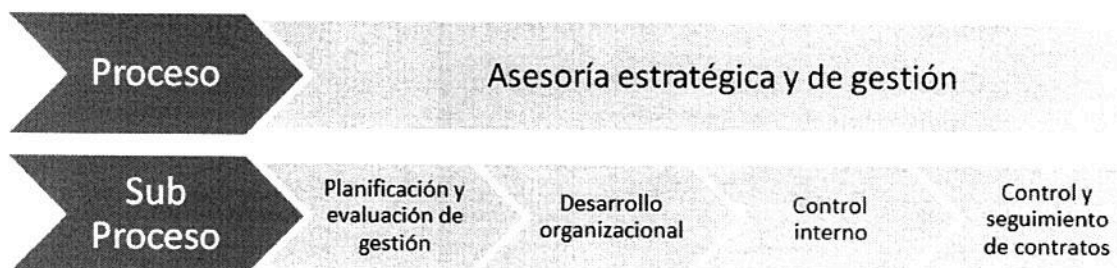 Proceso
Asesoría estratégica y de gestión
Sub
Proceso
Planificación y
evaluación de
gestión
Desarrollo
organizacional
Control
interno
Control y
seguimiento
de contratos